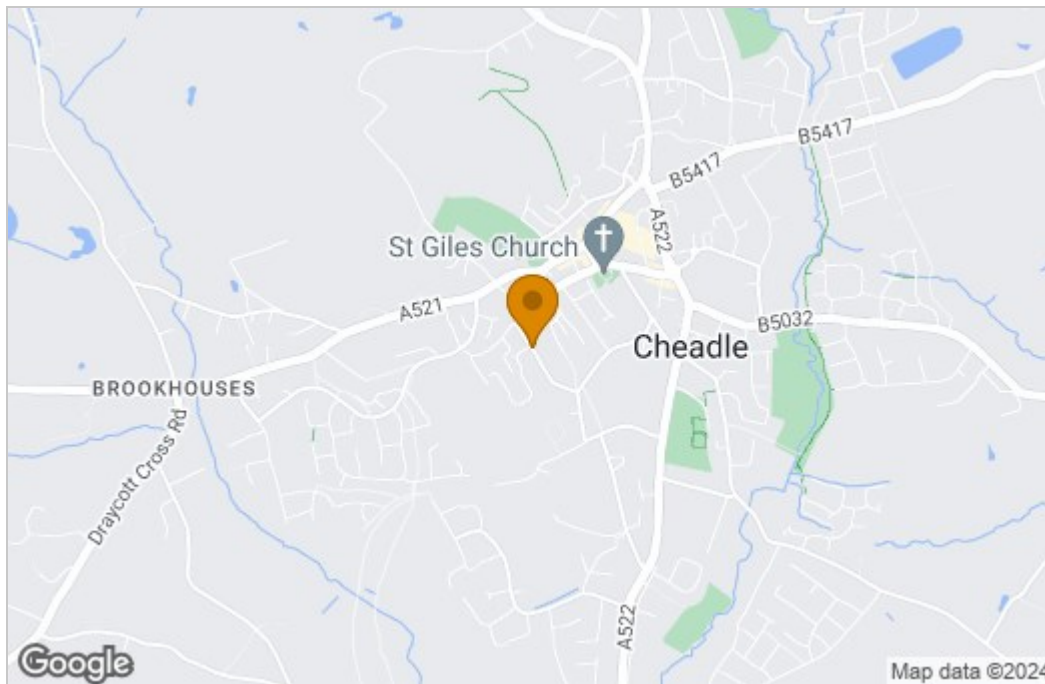 B5417
B5417
A522
St Giles Church
A521
B5032
Cheadle
BROOKHOUSES
Draycott Cross Rd
A522
Google
Map data ©2024